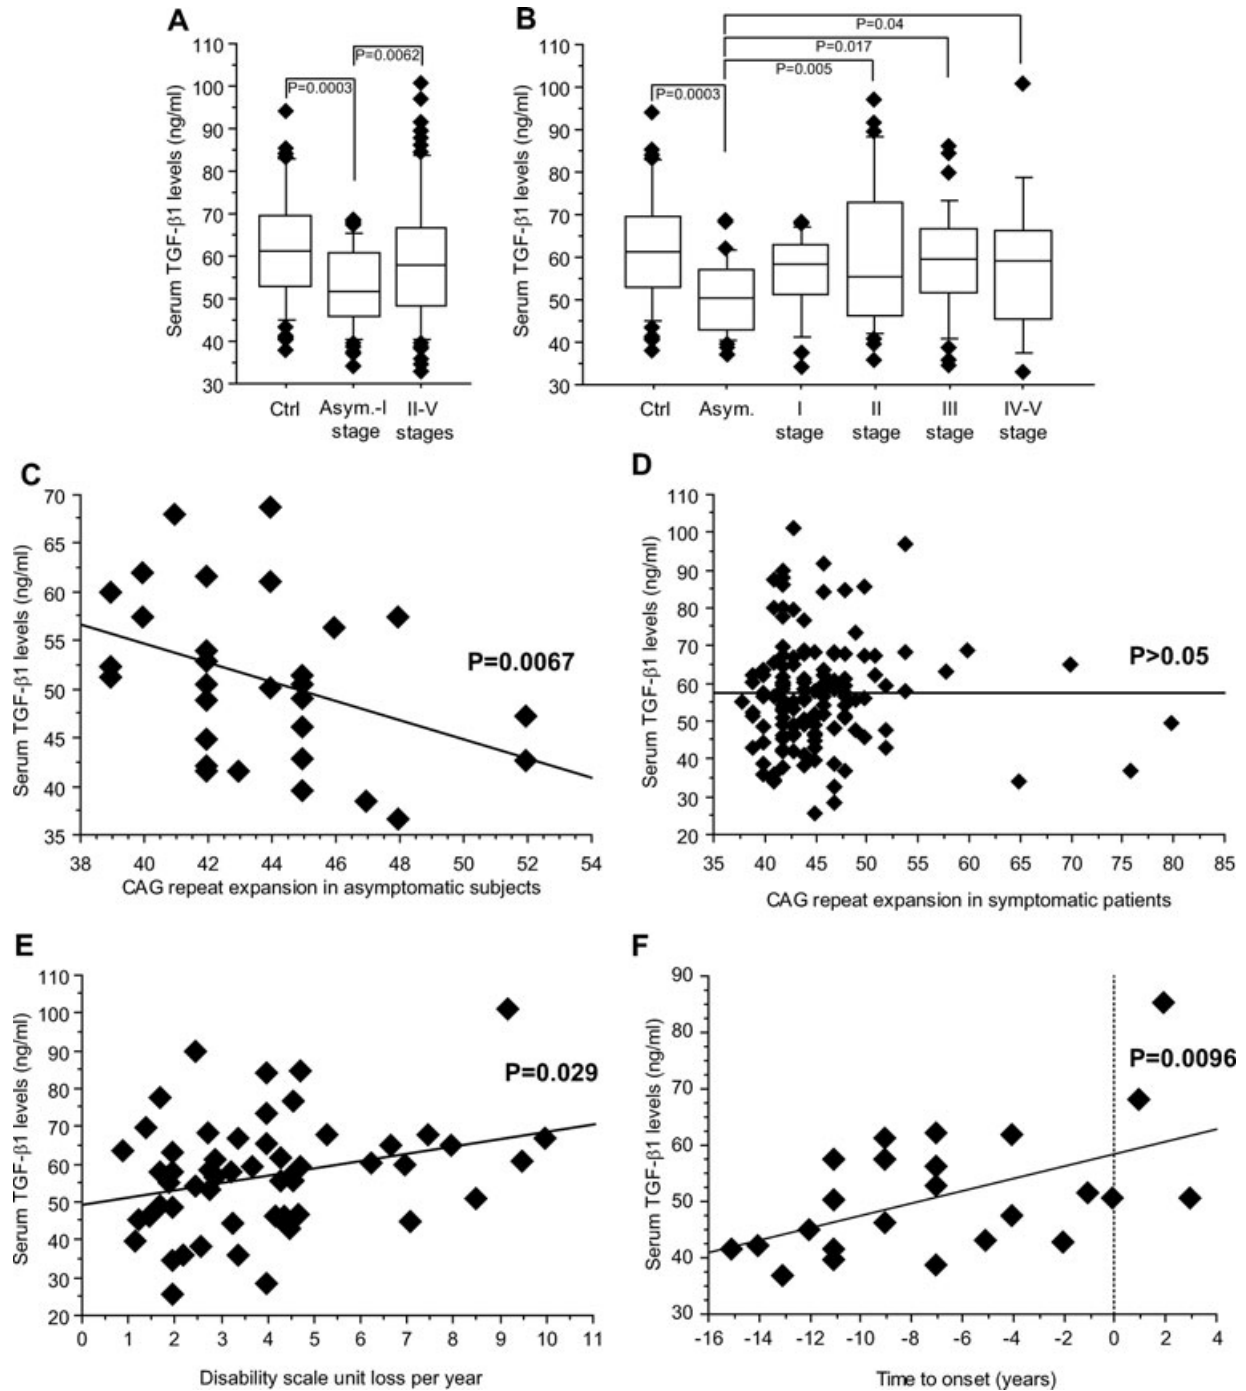 A
Serum TGF-β1 levels (ng/ml)
110
100
90
80
70
60
50
40
30
P=0.0003
P=0.0062
Ctrl Asym.-I II-V
stage stages
B
Serum TGF-β1 levels (ng/ml)
110
100
90
80
70
60
50
40
30
P=0.04
P=0.017
P=0.005
P=0.0003
Ctrl Asym. I II III IV-V
stage stage stage stage
C
Serum TGF-β1 levels (ng/ml)
70
65
60
55
50
45
40
35
P=0.0067
38 40 42 44 46 48 50 52 54
CAG repeat expansion in asymptomatic subjects
D
Serum TGF-β1 levels (ng/ml)
110
100
90
80
70
60
50
40
30
20
P>0.05
35 40 45 50 55 60 65 70 75 80 85
CAG repeat expansion in symptomatic patients
E
Serum TGF-β1 levels (ng/ml)
110
100
90
80
70
60
50
40
30
20
P=0.029
0 1 2 3 4 5 6 7 8 9 10 11
Disability scale unit loss per year
F
Serum TGF-β1 levels (ng/ml)
90
80
70
60
50
40
30
P=0.0096
-16 -14 -12 -10 -8 -6 -4 -2 0 2 4
Time to onset (years)